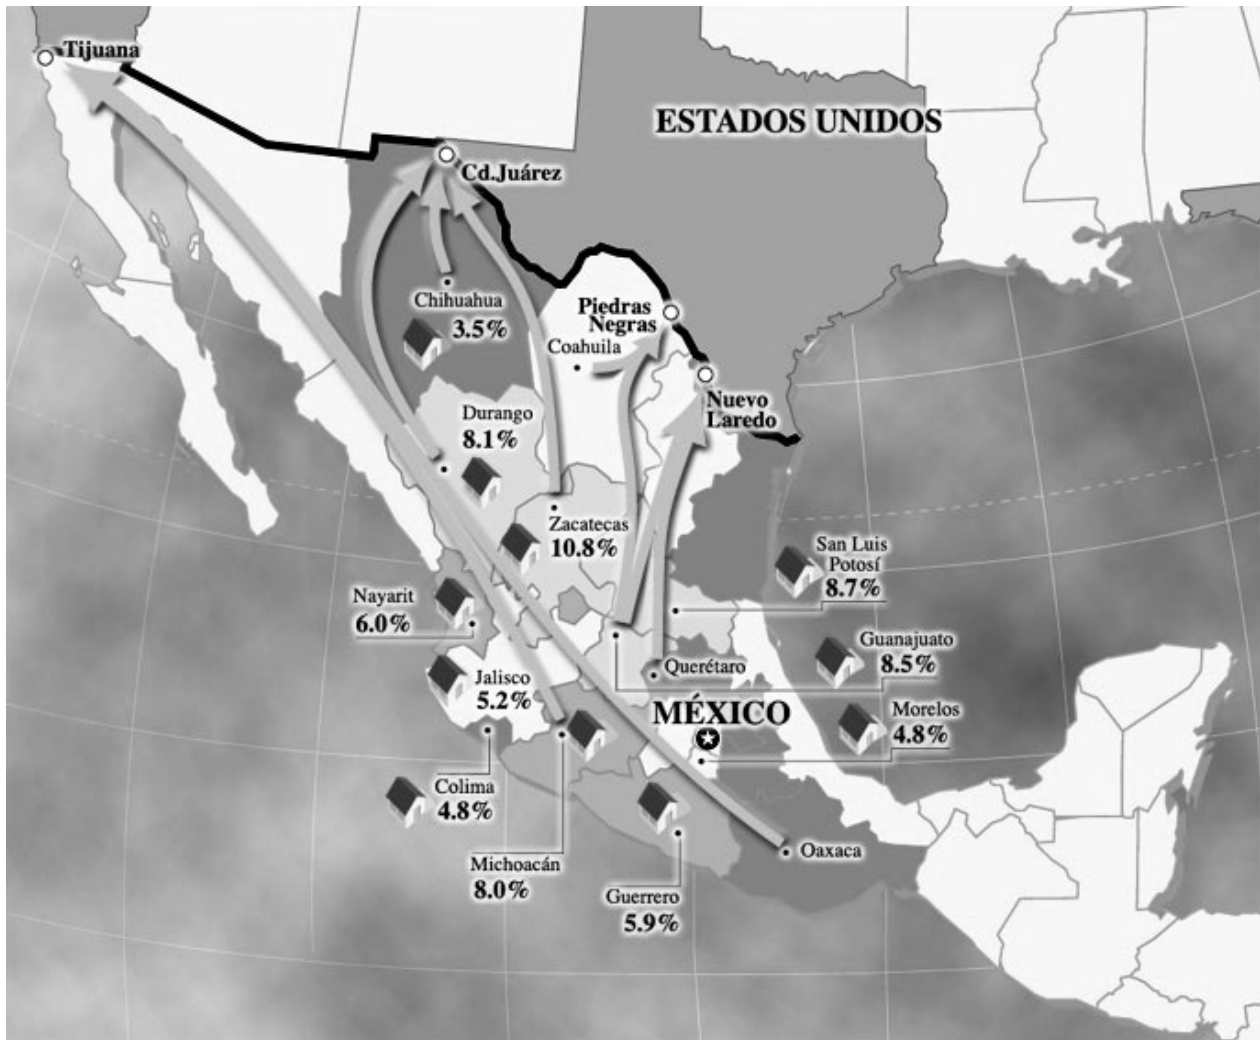 Tijuana
ESTADOS UNIDOS
Cd.Juárez
Chihuahua
3.5%
Piedras
Negras
Coahuila
Nuevo
Laredo
Durango
8.1%
Zacatecas
10.8%
San Luis
Potosí
8.7%
Nayarit
6.0%
Guanajuato
8.5%
Jalisco
5.2%
Querétaro
MÉXICO
Morelos
4.8%
Colima
4.8%
Oaxaca
Michoacán
8.0%
Guerrero
5.9%